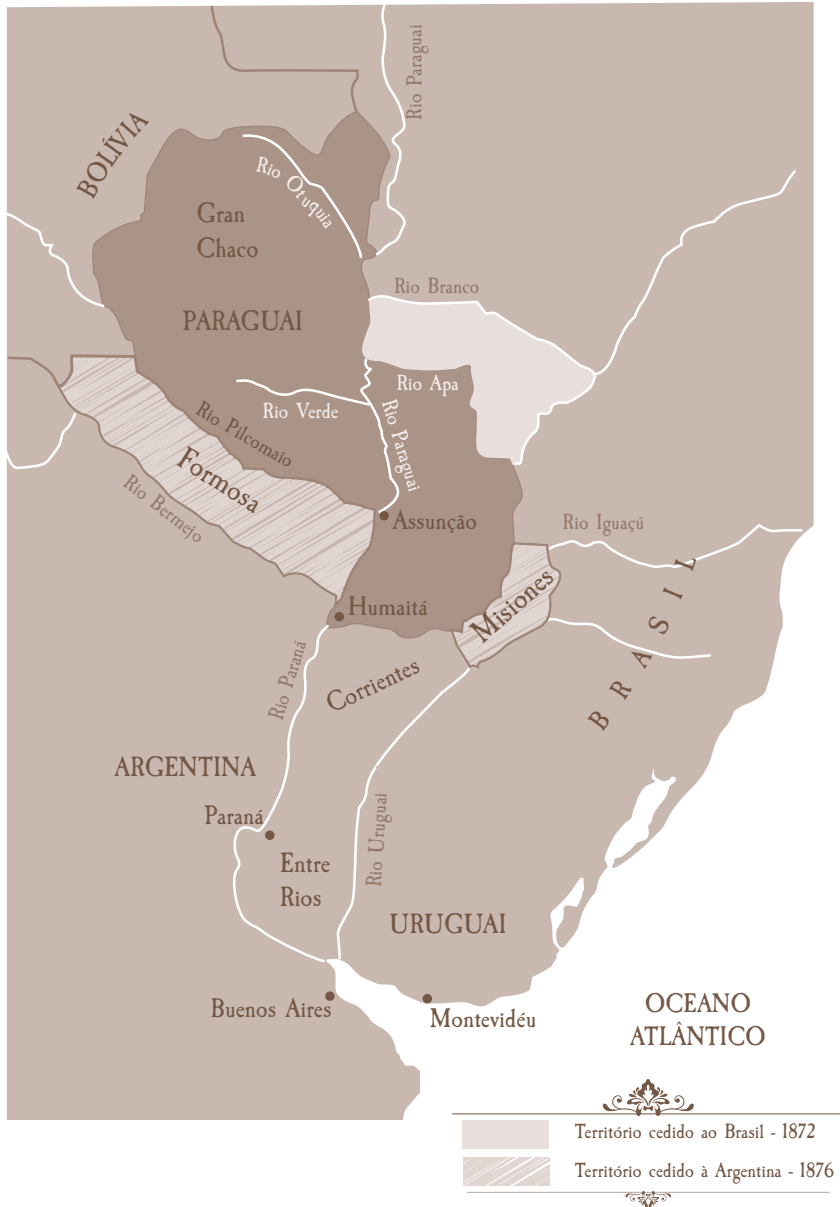 Rio Paraguai
BOLÍVIA
Rio Otuquia
Gran
Chaco
Rio Branco
PARAGUAI
Rio Apa
Rio Verde
Rio Paraguai
Rio Pilcomaio
Formosa
Rio Bermejo
Assunção
Rio Iguaçú
Humaitá
Misiones
BRASIL
Rio Paraná
Corrientes
ARGENTINA
Paraná
Rio Uruguai
Entre
Rios
URUGUAI
Buenos Aires
Montevidéu
OCEANO
ATLÂNTICO
Território cedido ao Brasil - 1872
Território cedido à Argentina - 1876